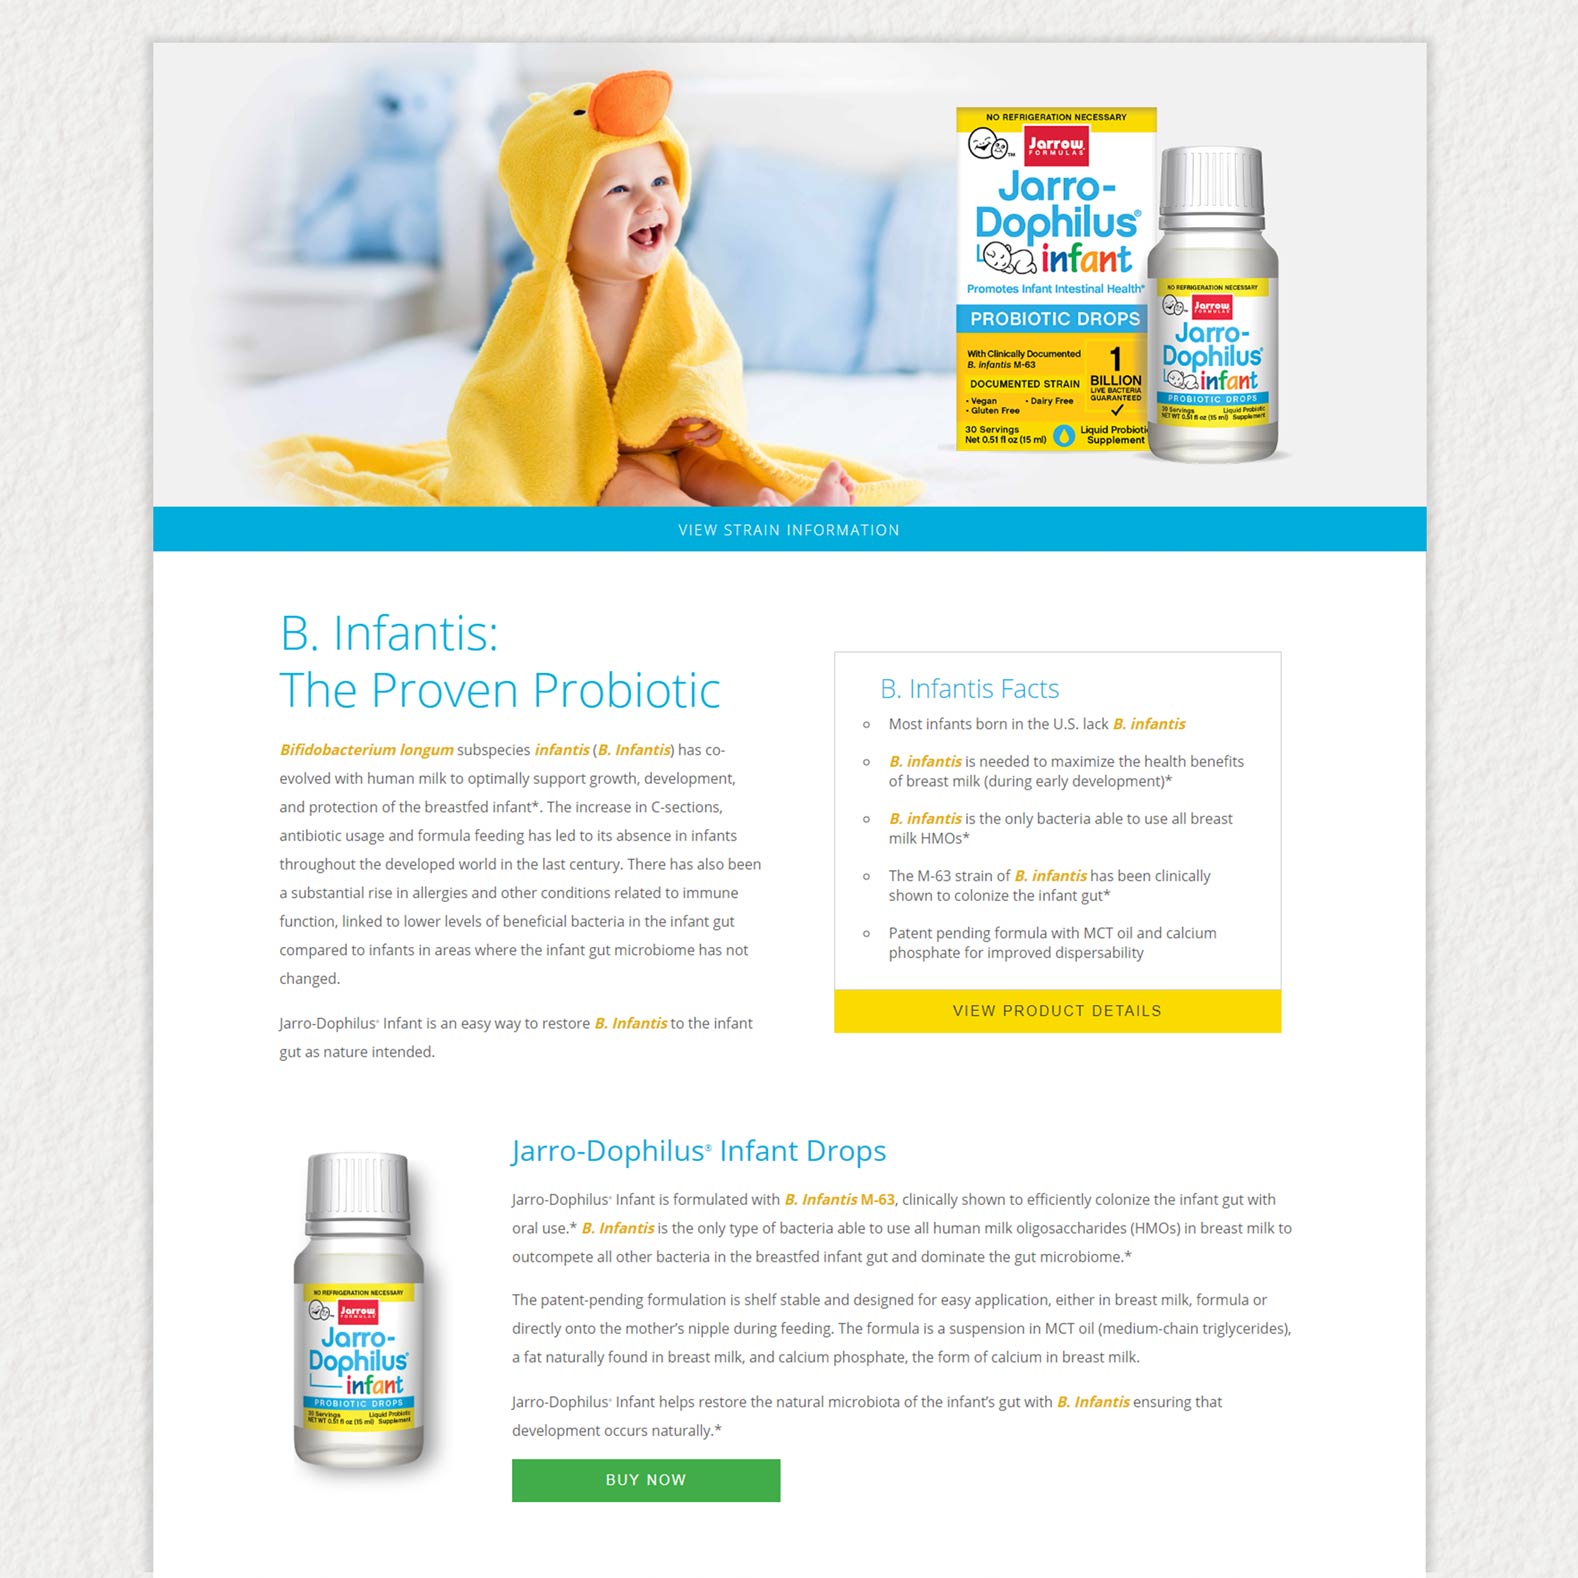 NO REFRIGERATION NECESSARY
TM
Jarrow
FORMULAS
Jarro-
Dophilus®
infant
Promotes Infant Intestinal Health*
PROBIOTIC DROPS
With Clinically Documented
B. infantis M-63
DOCUMENTED STRAIN
• Vegan • Dairy Free
• Gluten Free
1
BILLION
LIVE BACTERIA
GUARANTEED
30 Servings
Net 0.51 fl oz (15 ml)
Liquid Probiotic
Supplement
NO REFRIGERATION NECESSARY
Jarrow
FORMULAS
Jarro-
Dophilus®
infant
PROBIOTIC DROPS
30 Servings Liquid Probiotic
NET WT 0.51 fl oz (15 ml) Supplement
VIEW STRAIN INFORMATION
B. Infantis:
The Proven Probiotic
Bifidobacterium longum subspecies infantis (B. Infantis) has co-
evolved with human milk to optimally support growth, development,
and protection of the breastfed infant*. The increase in C-sections,
antibiotic usage and formula feeding has led to its absence in infants
throughout the developed world in the last century. There has also been
a substantial rise in allergies and other conditions related to immune
function, linked to lower levels of beneficial bacteria in the infant gut
compared to infants in areas where the infant gut microbiome has not
changed.
Jarro-Dophilus® Infant is an easy way to restore B. Infantis to the infant
gut as nature intended.
B. Infantis Facts
Most infants born in the U.S. lack B. infantis
B. infantis is needed to maximize the health benefits
of breast milk (during early development)*
B. infantis is the only bacteria able to use all breast
milk HMOs*
The M-63 strain of B. infantis has been clinically
shown to colonize the infant gut*
Patent pending formula with MCT oil and calcium
phosphate for improved dispersability
VIEW PRODUCT DETAILS
NO REFRIGERATION NECESSARY
Jarrow
FORMULAS
Jarro-
Dophilus®
infant
PROBIOTIC DROPS
30 Servings Liquid Probiotic
NET WT 0.51 fl oz (15 ml) Supplement
Jarro-Dophilus® Infant Drops
Jarro-Dophilus® Infant is formulated with B. Infantis M-63, clinically shown to efficiently colonize the infant gut with
oral use.* B. Infantis is the only type of bacteria able to use all human milk oligosaccharides (HMOs) in breast milk to
outcompete all other bacteria in the breastfed infant gut and dominate the gut microbiome.*
The patent-pending formulation is shelf stable and designed for easy application, either in breast milk, formula or
directly onto the mother’s nipple during feeding. The formula is a suspension in MCT oil (medium-chain triglycerides),
a fat naturally found in breast milk, and calcium phosphate, the form of calcium in breast milk.
Jarro-Dophilus® Infant helps restore the natural microbiota of the infant’s gut with B. Infantis ensuring that
development occurs naturally.*
BUY NOW